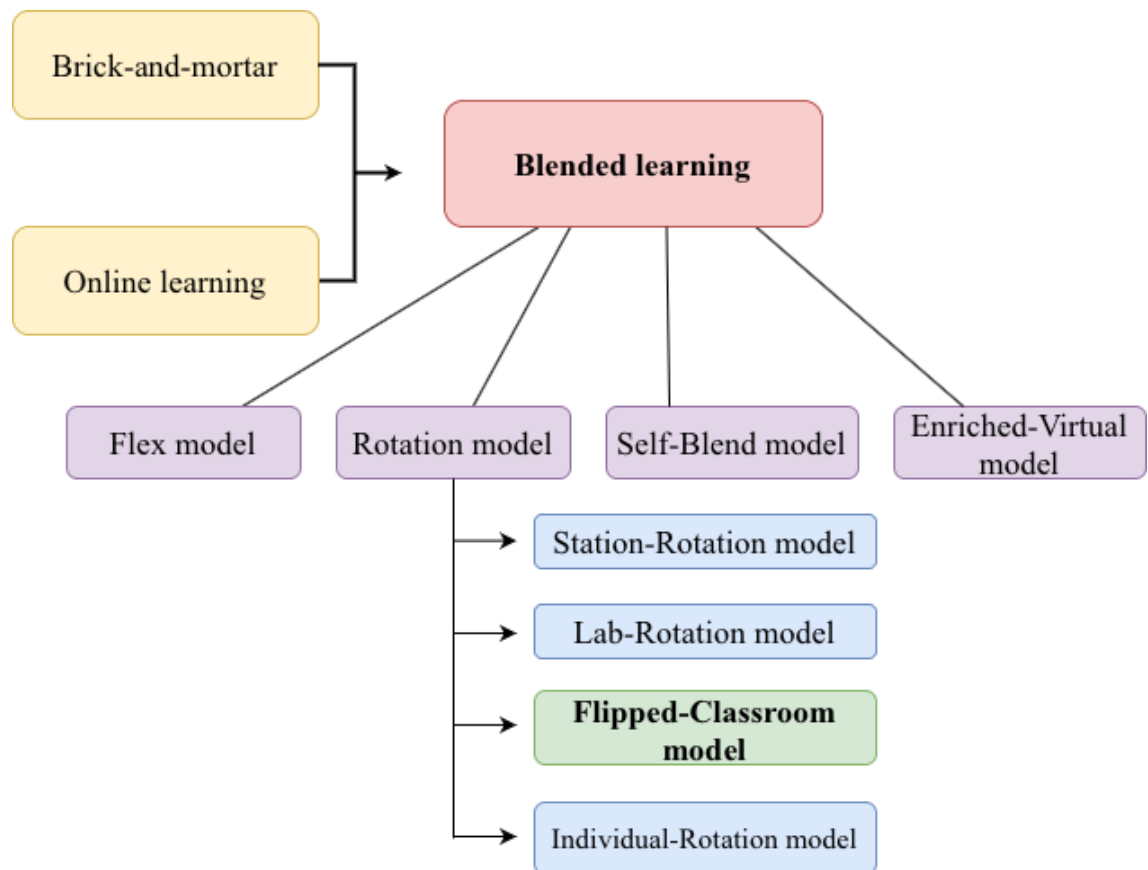 Brick-and-mortar
Blended learning
Online learning
Flex model
Rotation model
Self-Blend model
Enriched-Virtual
model
Station-Rotation model
Lab-Rotation model
Flipped-Classroom
model
Individual-Rotation model